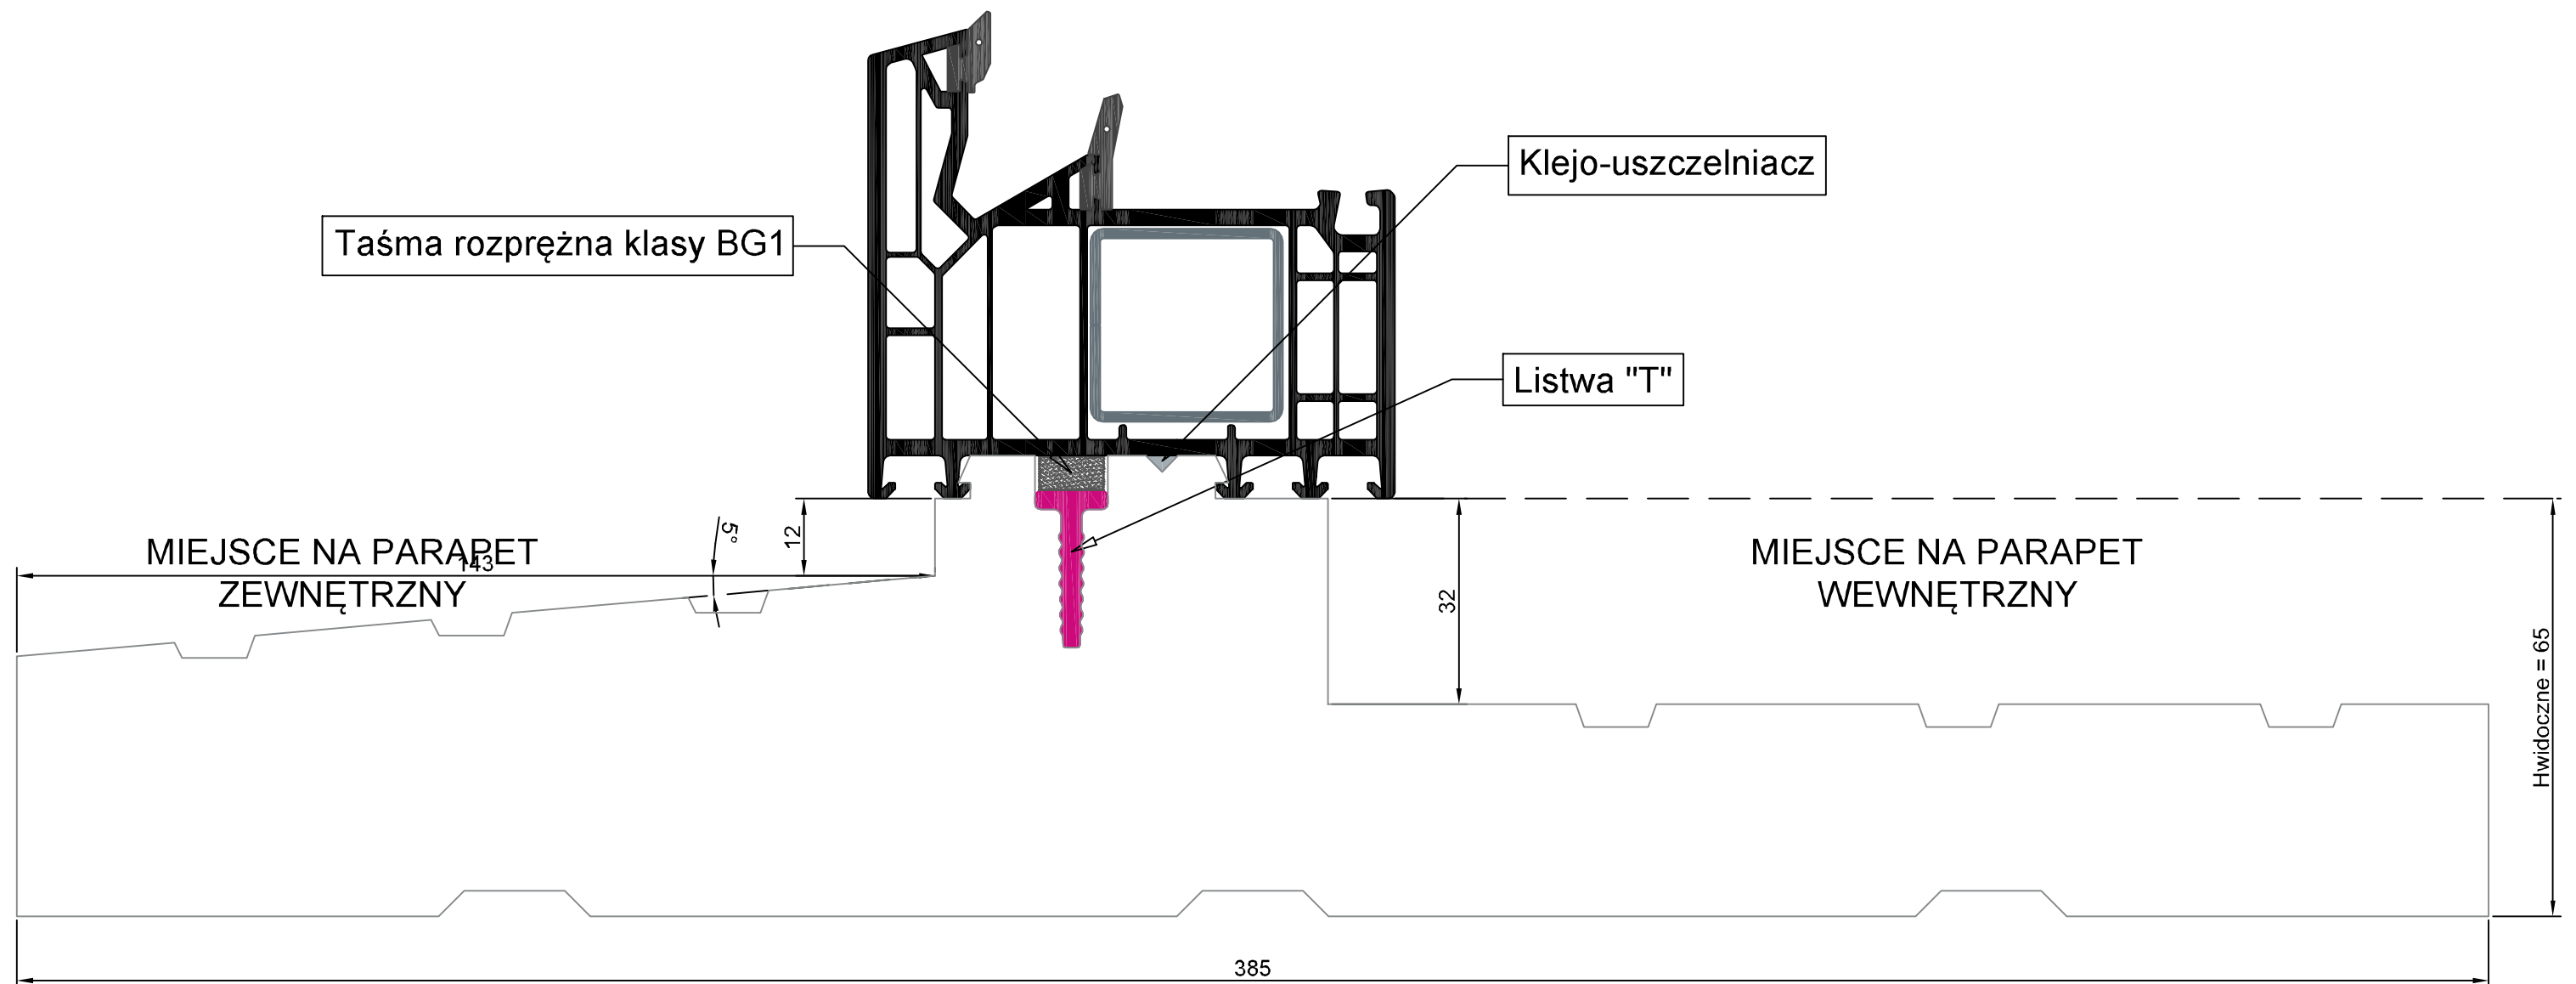 Klejo-uszczelniacz
Taśma rozprężna klasy BG1
Listwa "T"
5°
12
MIEJSCE NA PARAPET
ZEWNĘTRZNY
143
32
MIEJSCE NA PARAPET
WEWNĘTRZNY
Hwidoczne = 65
385